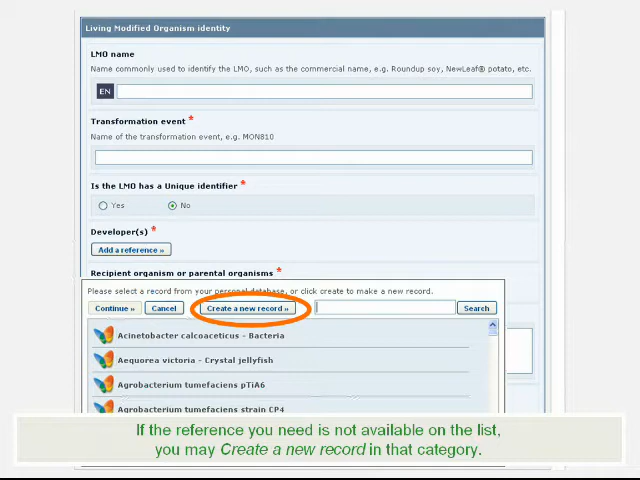 Living Modified Organism identity
LMO name
Name commonly used to identify the LMO, such as the commercial name, e.g. Roundup soy, NewLeaf® potato, etc.
EN
Transformation event *
Name of the transformation event, e.g. MON810
Is the LMO has a Unique identifier *
Yes No
Developer(s) *
Add a reference »
Recipient organism or parental organisms *
Please select a record from your personal database, or click create to make a new record.
Continue » Cancel Create a new record » Search
Acinetobacter calcoaceticus - Bacteria
Aequorea victoria - Crystal jellyfish
Agrobacterium tumefaciens pTiA6
Agrobacterium tumefaciens strain CP4
If the reference you need is not available on the list,
you may Create a new record in that category.